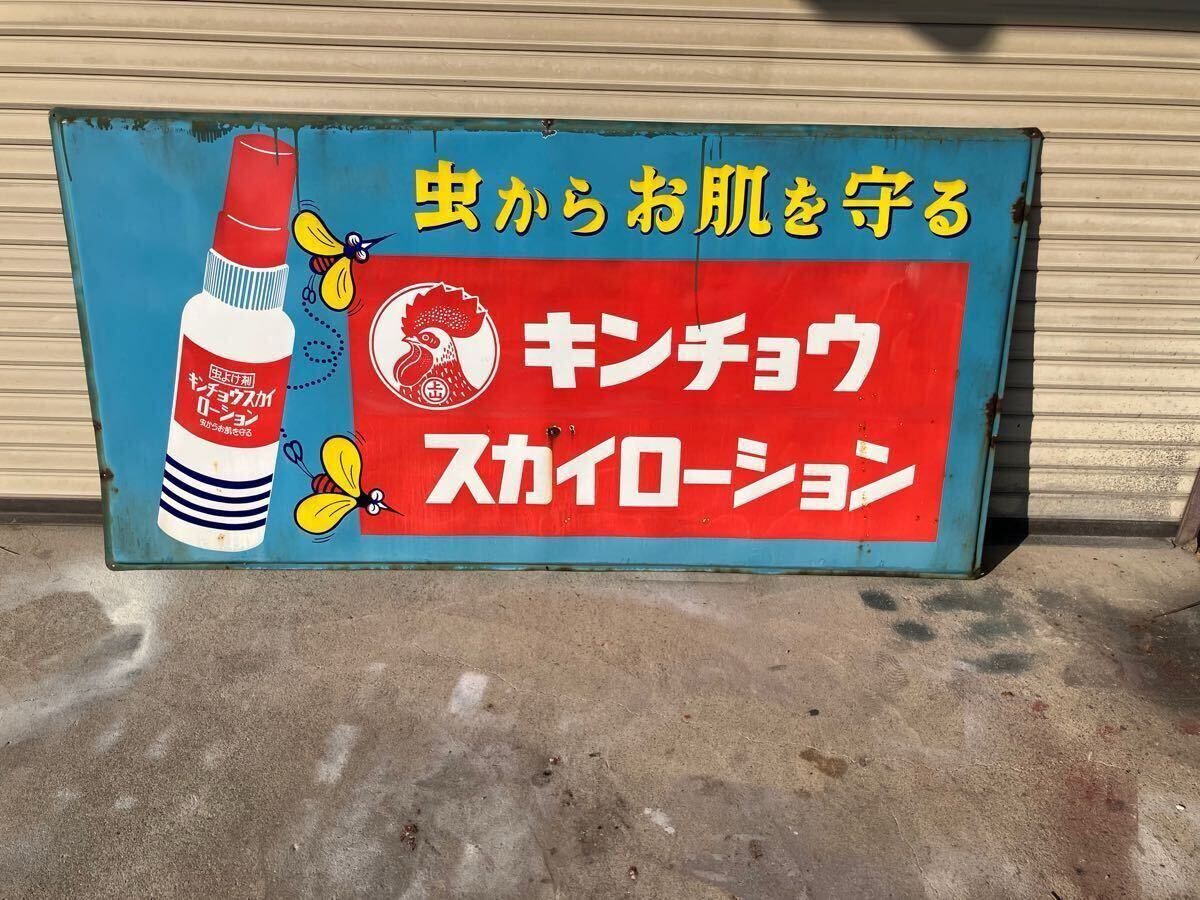 虫からお肌を守る
キンチョウ
スカイローション
虫よけ剤
キンチョウスカイ
ローション
虫からお肌を守る